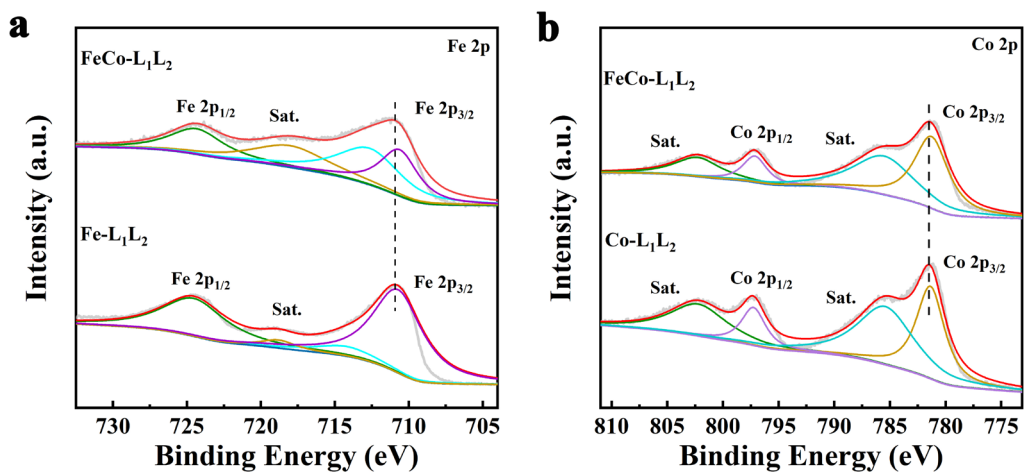 a
Fe 2p
FeCo-L₁L₂
Fe 2p₁/₂
Sat.
Fe 2p₃/₂
Fe-L₁L₂
Fe 2p₁/₂
Sat.
Fe 2p₃/₂
Intensity (a.u.)
730 725 720 715 710 705
Binding Energy (eV)
b
Co 2p
FeCo-L₁L₂
Sat.
Co 2p₁/₂
Sat.
Co 2p₃/₂
Co-L₁L₂
Sat.
Co 2p₁/₂
Sat.
Co 2p₃/₂
Intensity (a.u.)
810 805 800 795 790 785 780 775
Binding Energy (eV)